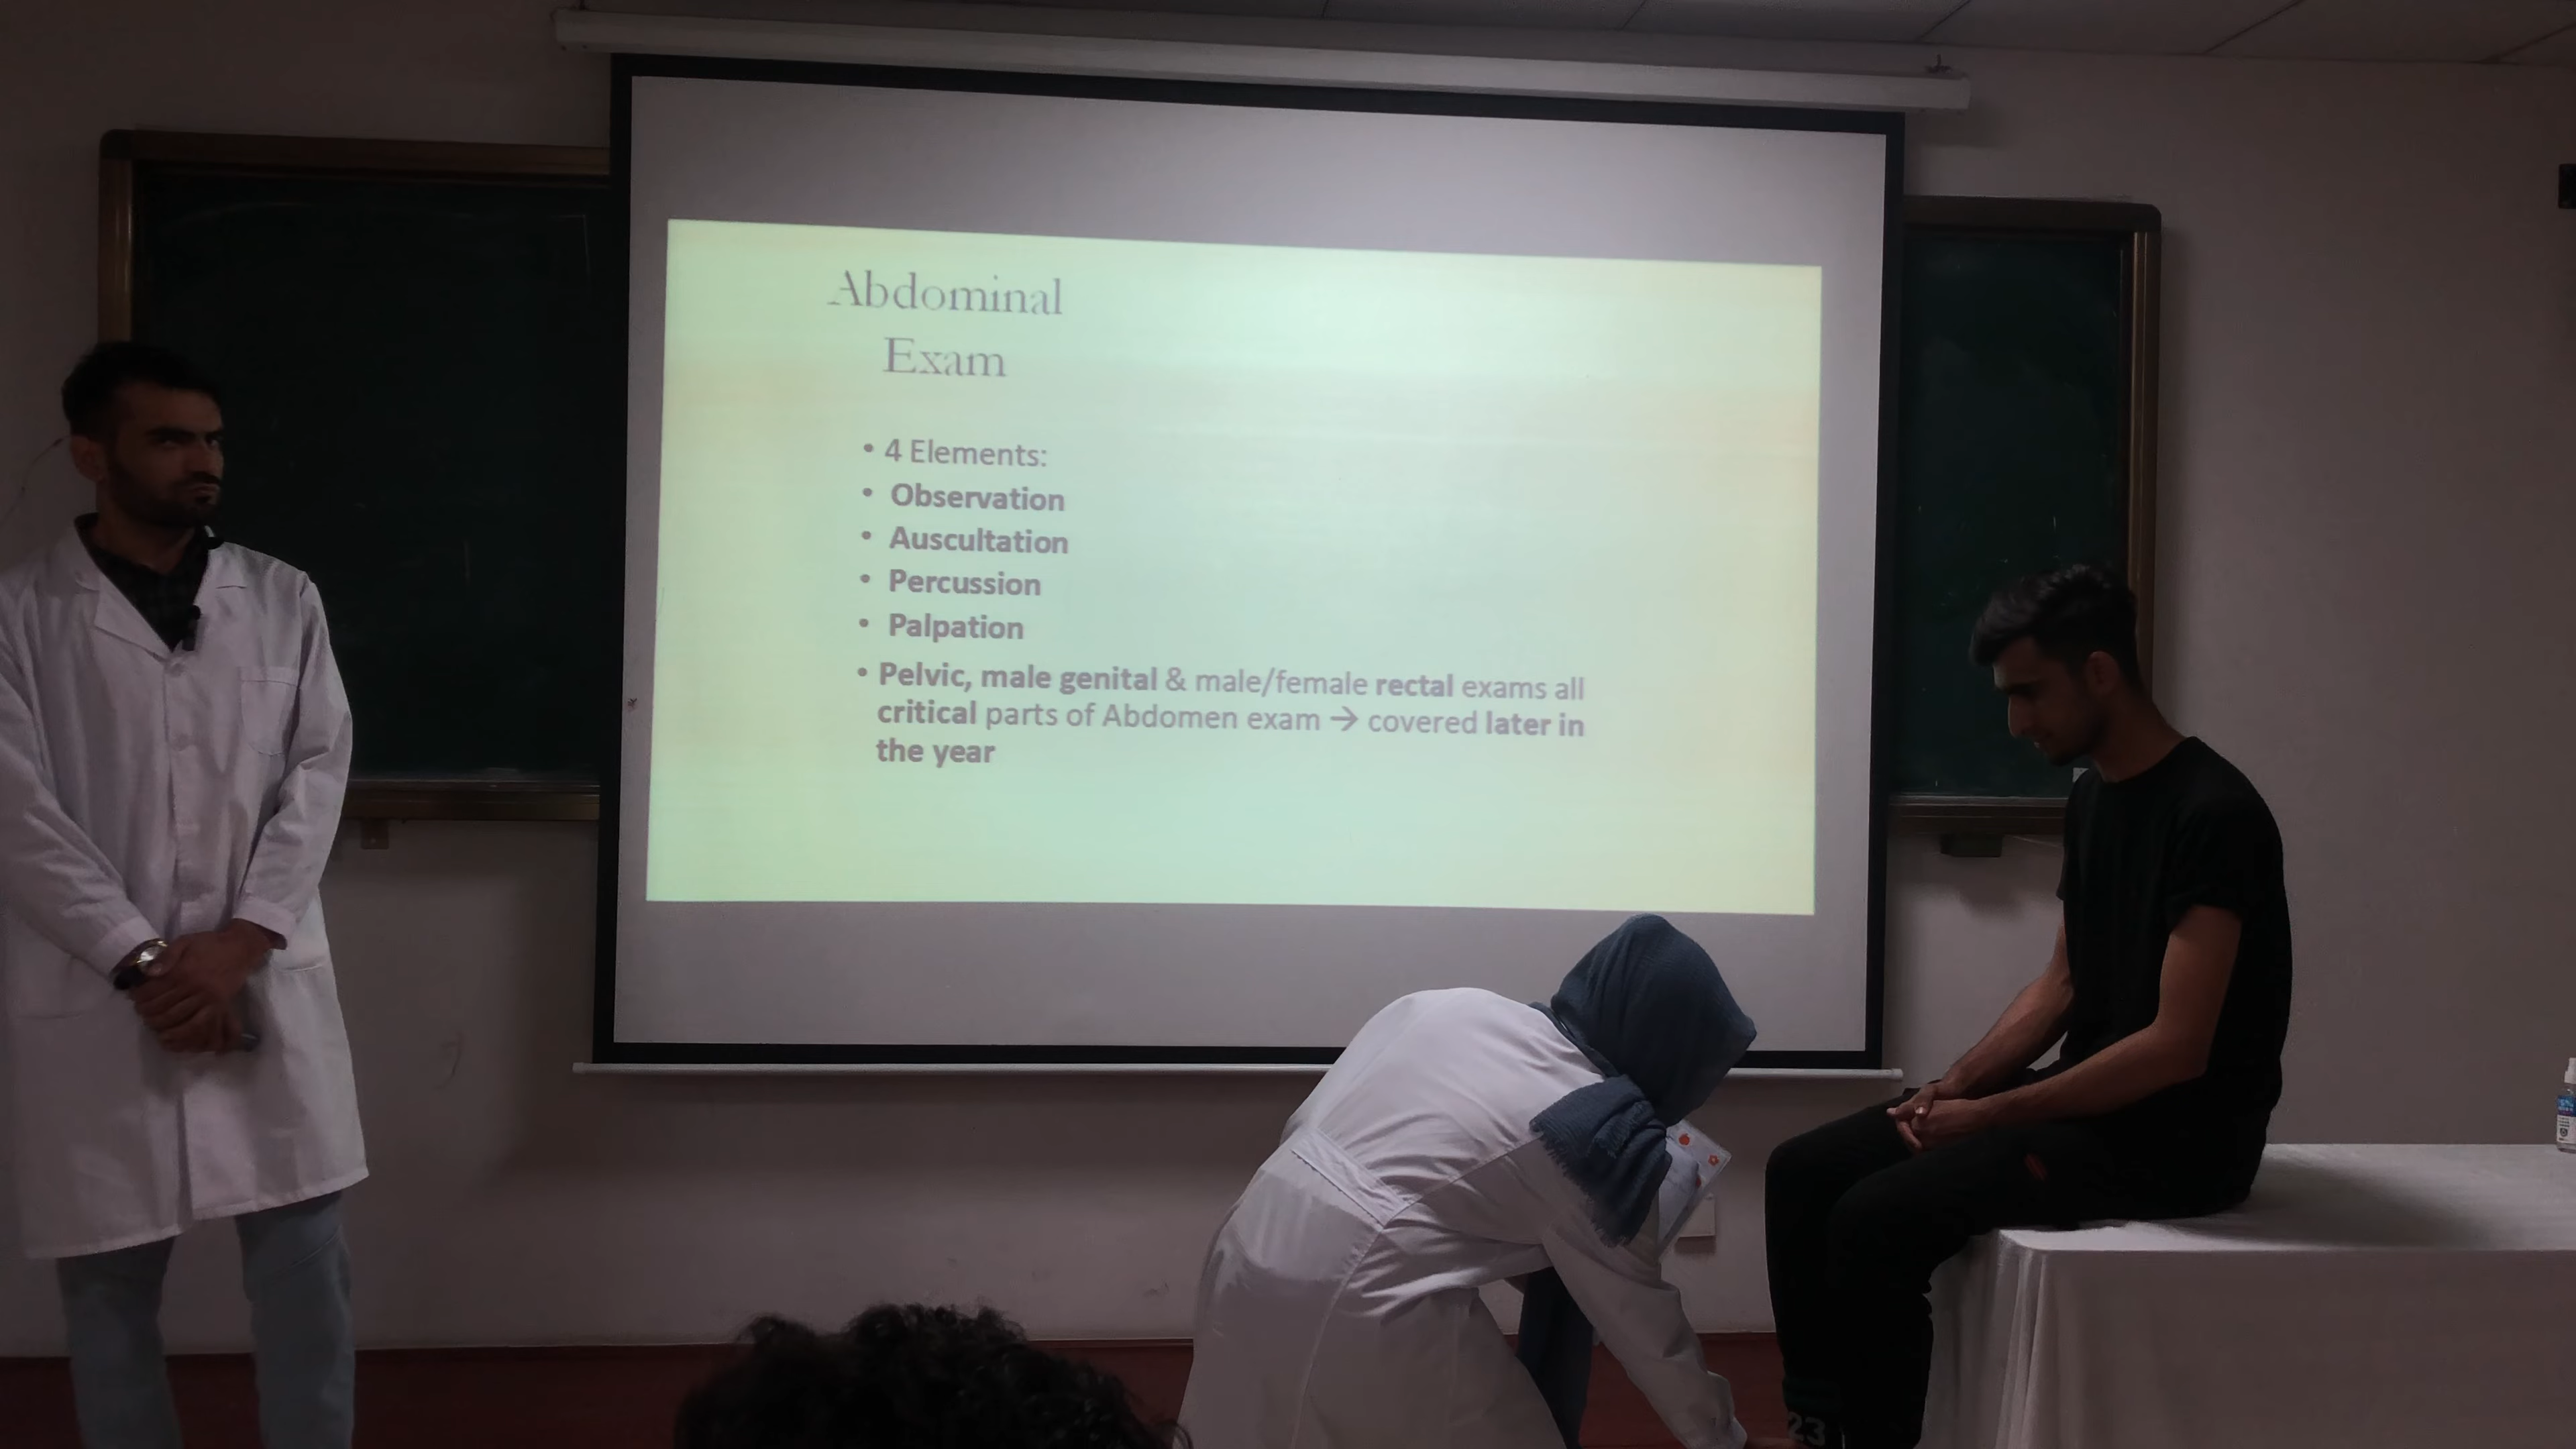 Abdominal
Exam
• 4 Elements:
• Observation
• Auscultation
• Percussion
• Palpation
• Pelvic, male genital & male/female rectal exams all
critical parts of Abdomen exam → covered later in
the year
23